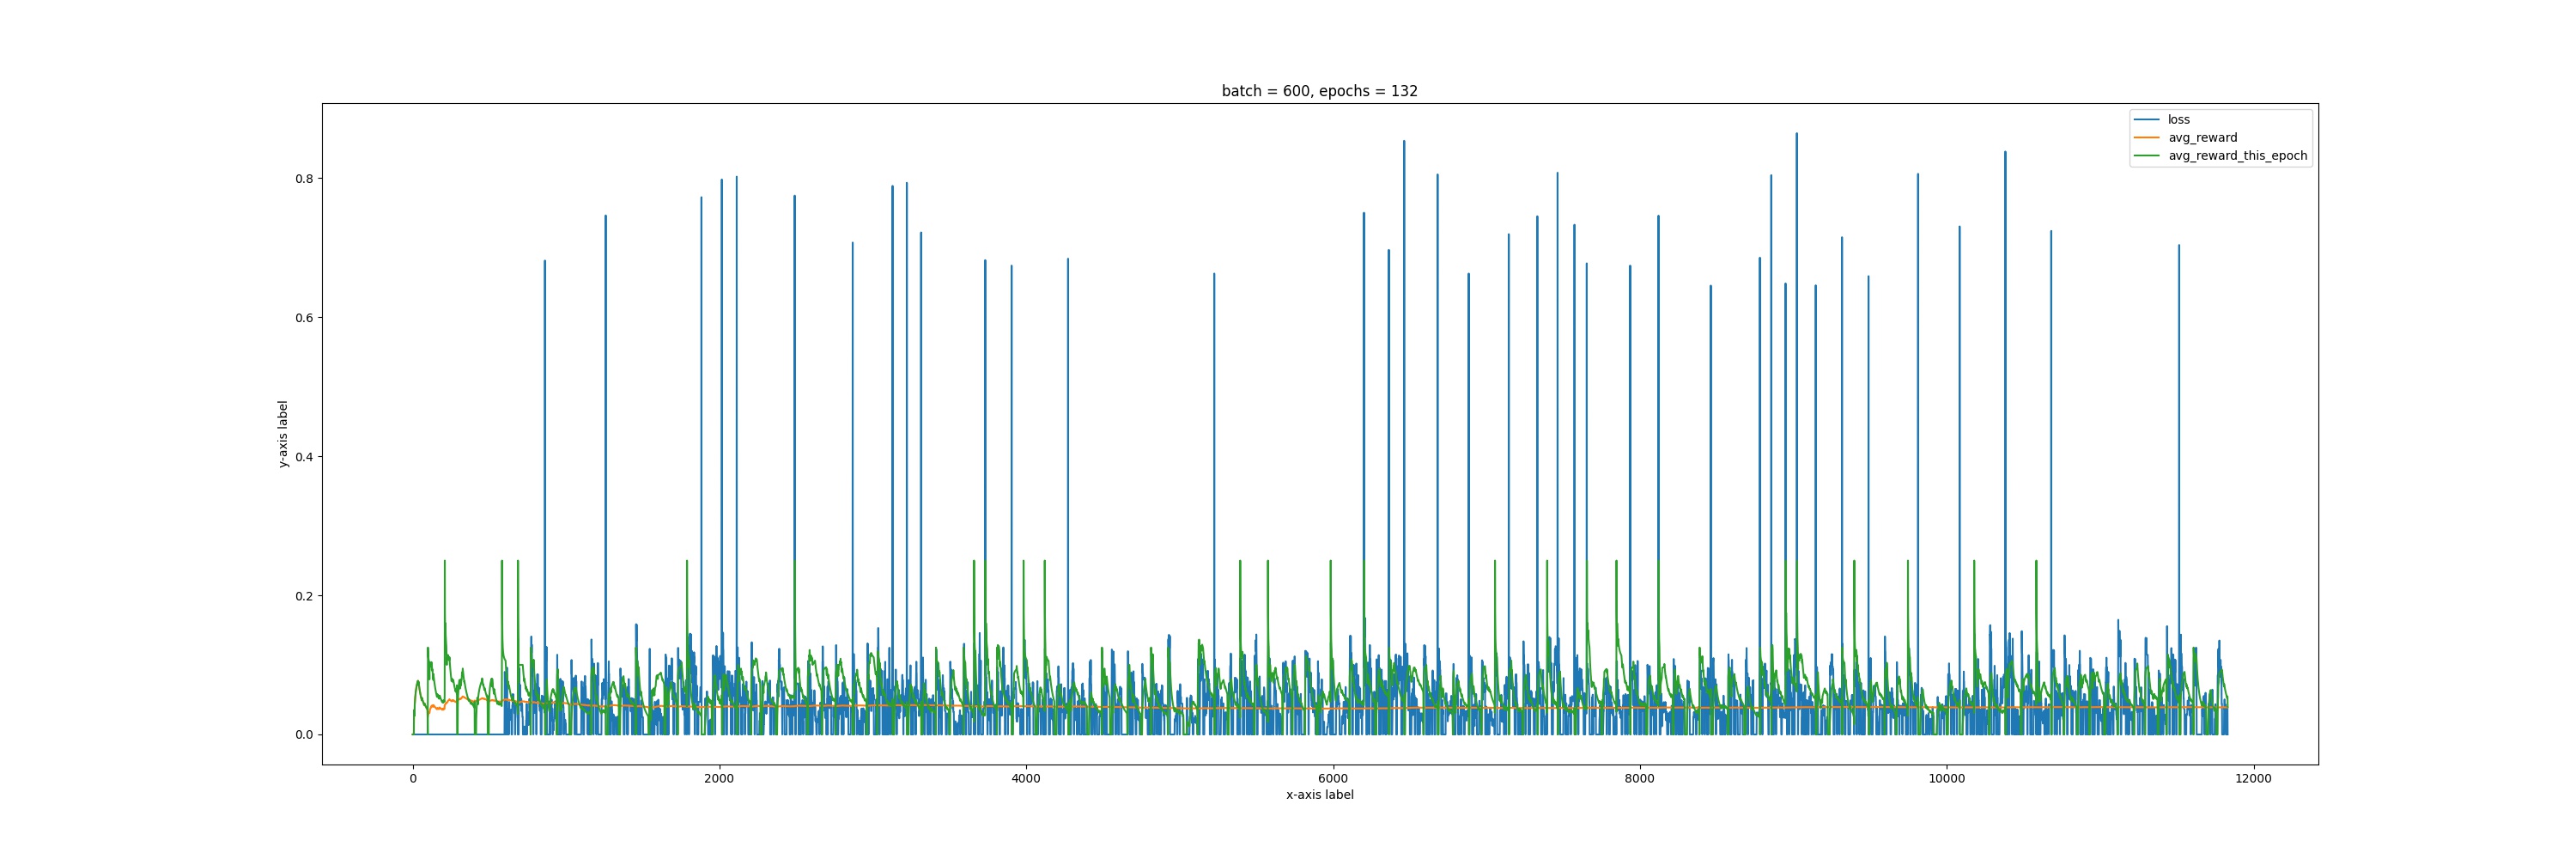 batch = 600, epochs = 132
loss
avg_reward
avg_reward_this_epoch
0.8
0.6
0.4
0.2
0.0
y-axis label
0 2000 4000 6000 8000 10000 12000
x-axis label